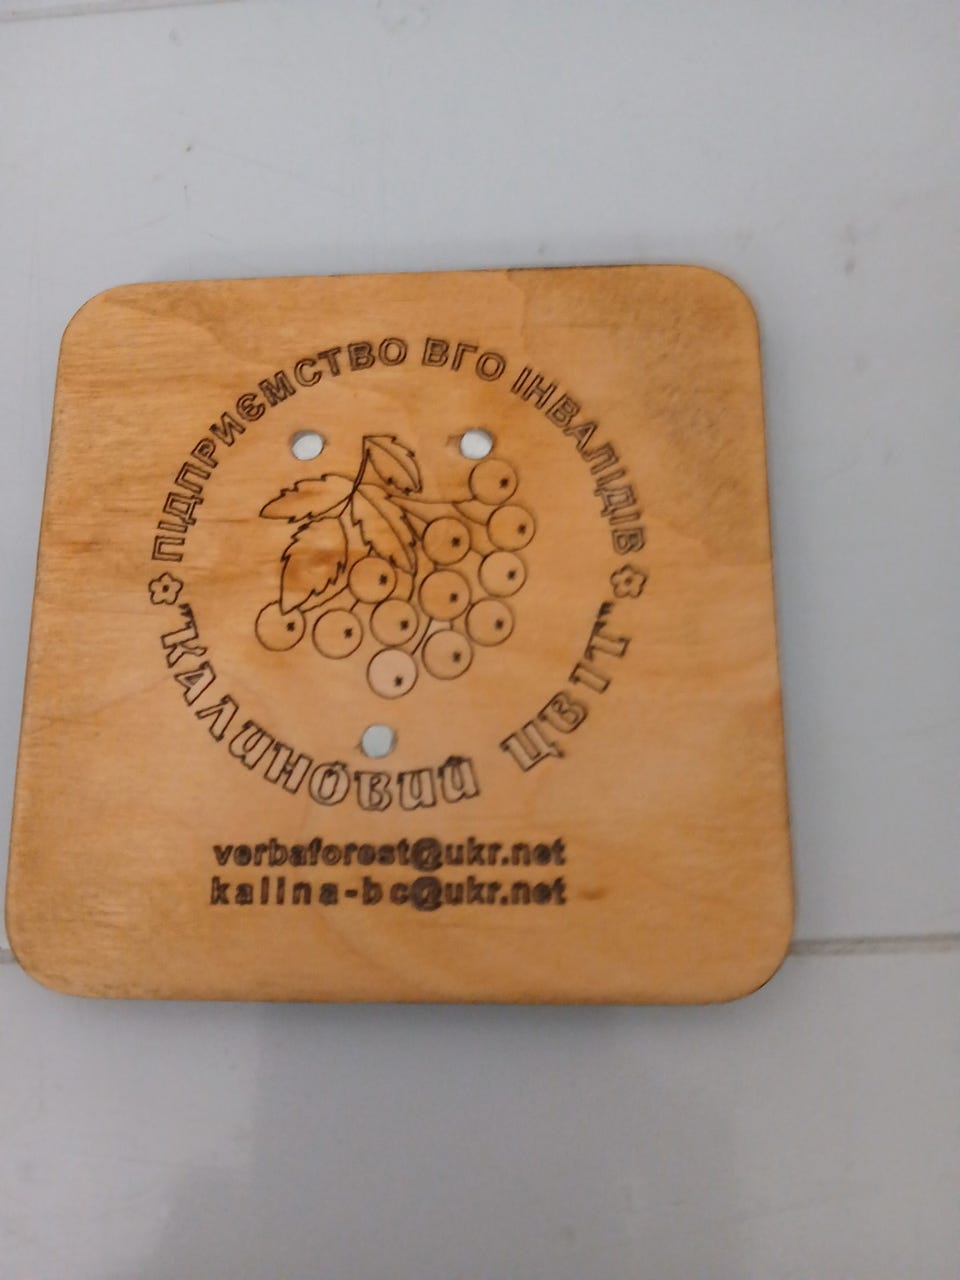 ПІДПРИЄМСТВО ВГО ІНВАЛІДІВ
"КАЛИНОВИЙ ЦВІТ"
verbaforest@ukr.net
kalina-bc@ukr.net